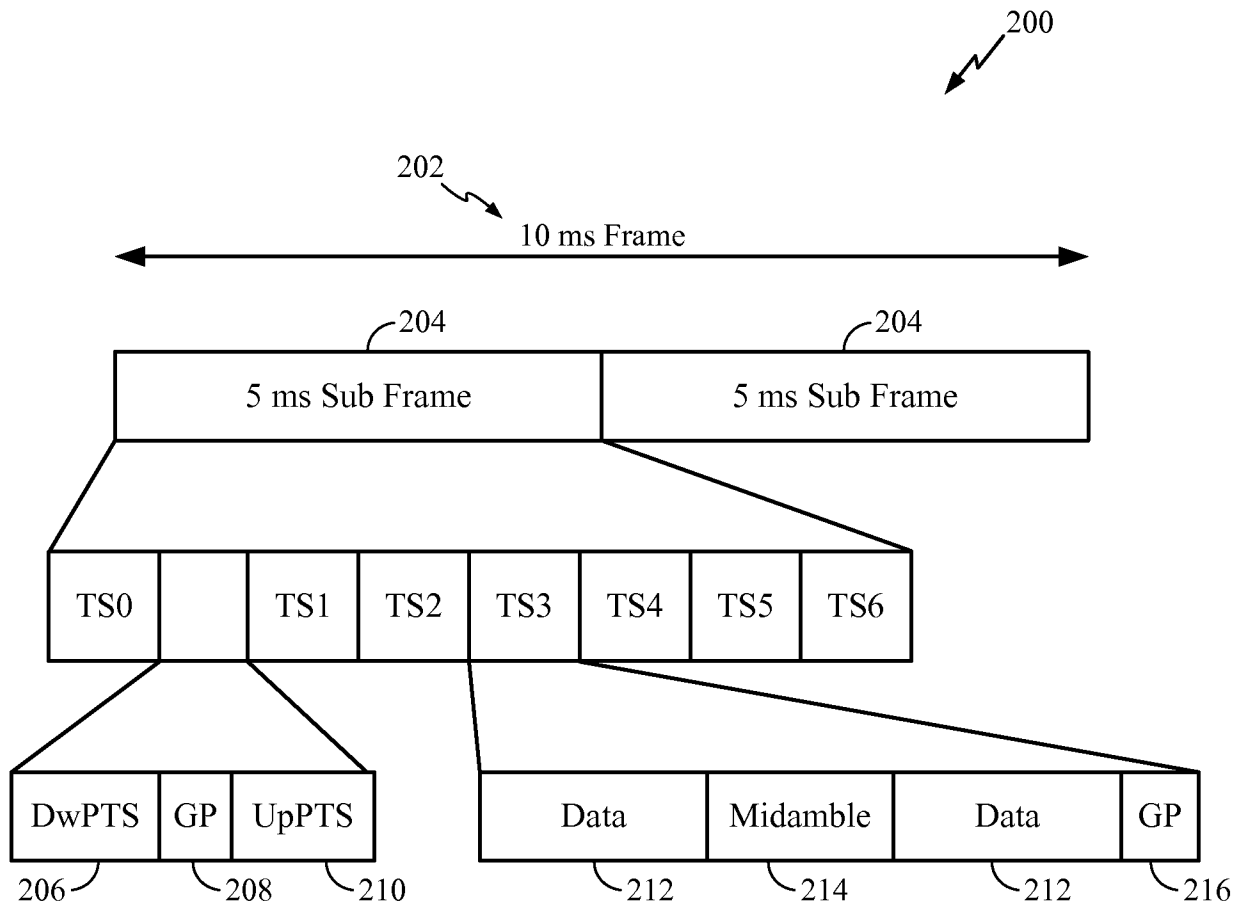 200
202
10 ms Frame
204 204
5 ms Sub Frame 5 ms Sub Frame
TS0 TS1 TS2 TS3 TS4 TS5 TS6
DwPTS GP UpPTS Data Midamble Data GP
206 208 210 212 214 212 216